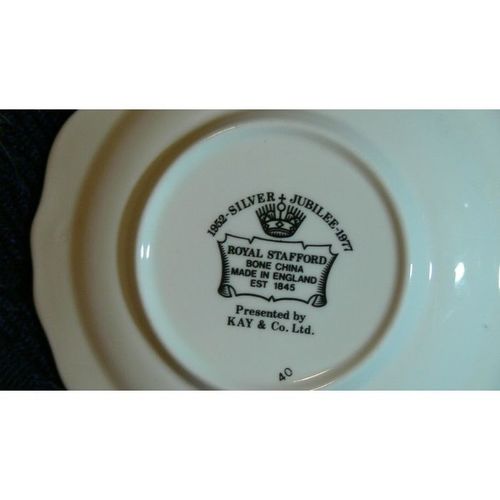 1952-SILVER JUBILEE-1977
ROYAL STAFFORD
BONE CHINA
MADE IN ENGLAND
EST 1845
Presented by
KAY & Co. Ltd.
40